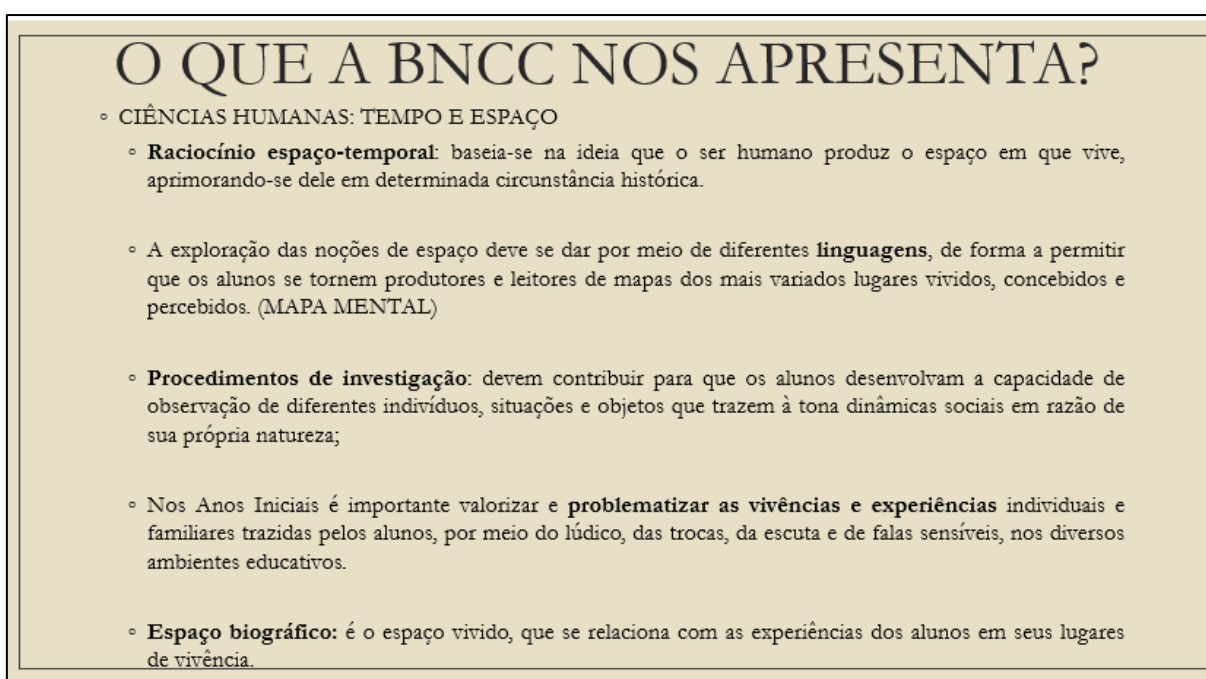 O QUE A BNCC NOS APRESENTA?
◦ CIÊNCIAS HUMANAS: TEMPO E ESPAÇO
◦ Raciocínio espaço-temporal: baseia-se na ideia que o ser humano produz o espaço em que vive,
aprimorando-se dele em determinada circunstância histórica.
◦ A exploração das noções de espaço deve se dar por meio de diferentes linguagens, de forma a permitir
que os alunos se tornem produtores e leitores de mapas dos mais variados lugares vividos, concebidos e
percebidos. (MAPA MENTAL)
◦ Procedimentos de investigação: devem contribuir para que os alunos desenvolvam a capacidade de
observação de diferentes indivíduos, situações e objetos que trazem à tona dinâmicas sociais em razão de
sua própria natureza;
◦ Nos Anos Iniciais é importante valorizar e problematizar as vivências e experiências individuais e
familiares trazidas pelos alunos, por meio do lúdico, das trocas, da escuta e de falas sensíveis, nos diversos
ambientes educativos.
◦ Espaço biográfico: é o espaço vivido, que se relaciona com as experiências dos alunos em seus lugares
de vivência.